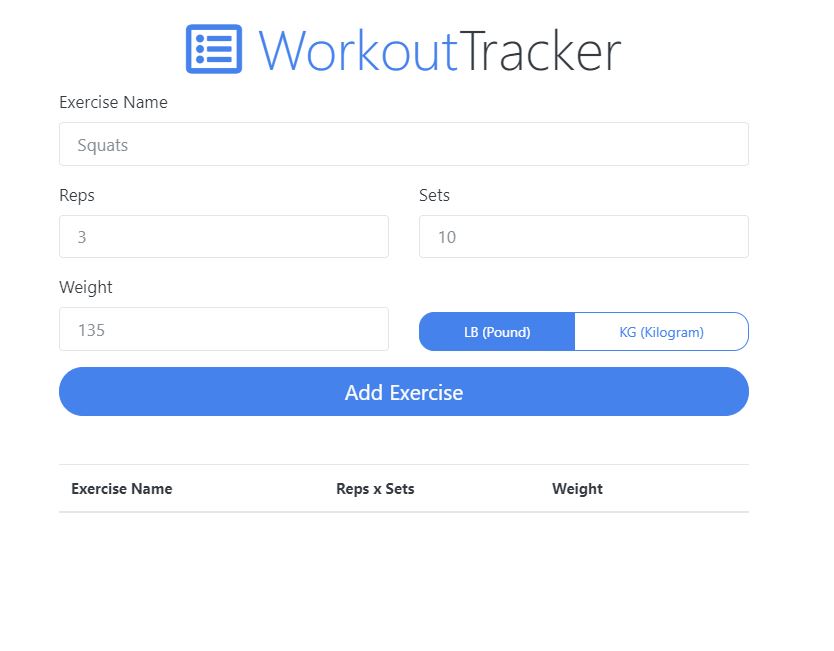 WorkoutTracker
Exercise Name
Squats
Reps Sets
3 10
Weight
135 LB (Pound) KG (Kilogram)
Add Exercise
Exercise Name Reps x Sets Weight